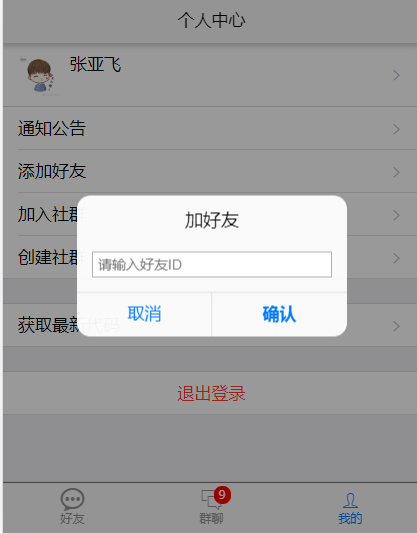 个人中心
张亚飞
通知公告
添加好友
加入社群
创建社群
加好友
请输入好友ID
取消
确认
获取最新代码
退出登录
9
好友
群聊
我的